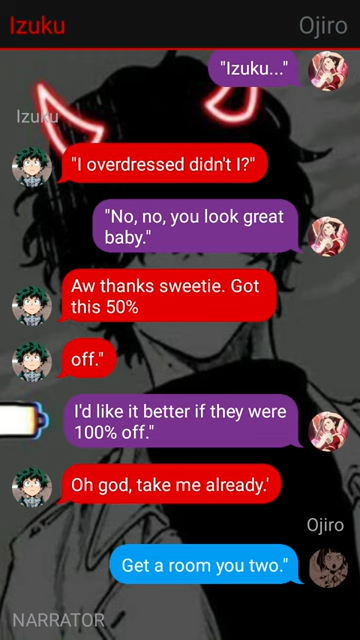 Izuku
Ojiro
"Izuku..."
Izuku
"I overdressed didn't I?"
"No, no, you look great
baby."
Aw thanks sweetie. Got
this 50%
off."
I'd like it better if they were
100% off."
Oh god, take me already.'
Ojiro
Get a room you two."
NARRATOR